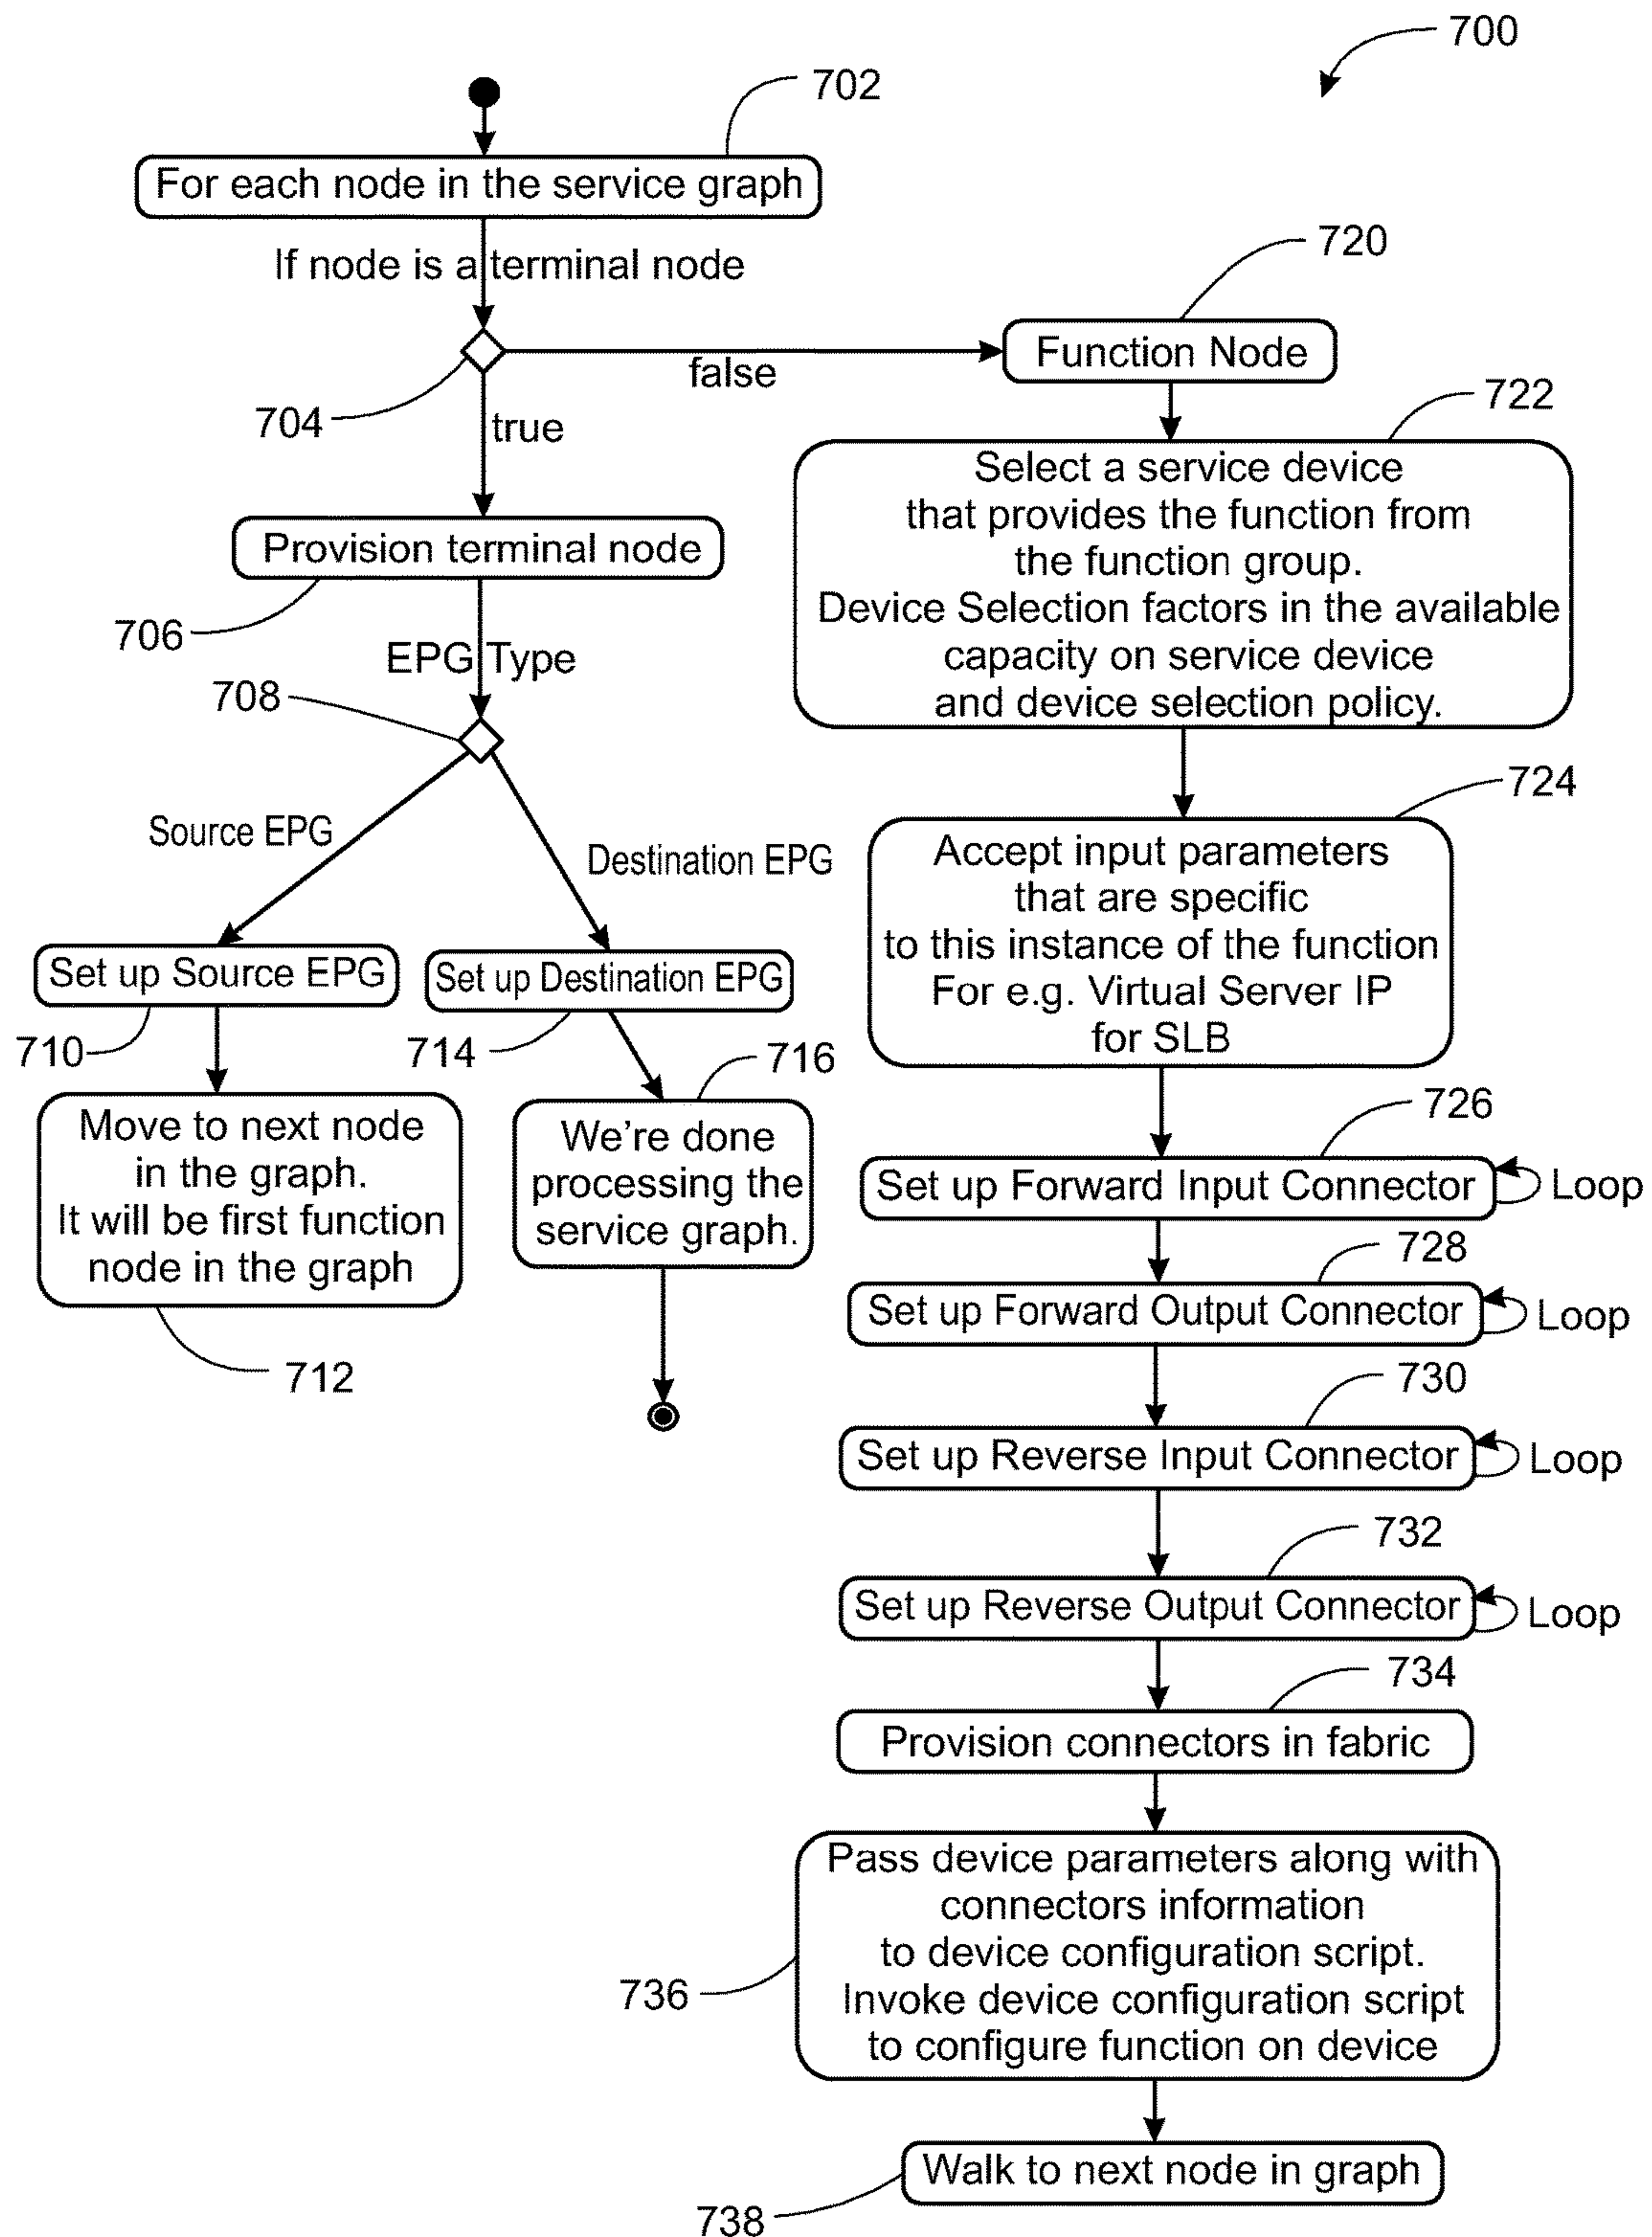 700
702
For each node in the service graph
If node is a terminal node
720
Function Node
false
704
true
722
Select a service device
that provides the function from
the function group.
Device Selection factors in the available
capacity on service device
and device selection policy.
Provision terminal node
706
EPG Type
708
Source EPG
Destination EPG
724
Accept input parameters
that are specific
to this instance of the function
For e.g. Virtual Server IP
for SLB
Set up Source EPG
Set up Destination EPG
710
714
716
Move to next node
in the graph.
It will be first function
node in the graph
We're done
processing the
service graph.
712
726
Set up Forward Input Connector
Loop
728
Set up Forward Output Connector
Loop
730
Set up Reverse Input Connector
Loop
732
Set up Reverse Output Connector
Loop
734
Provision connectors in fabric
Pass device parameters along with
connectors information
to device configuration script.
Invoke device configuration script
to configure function on device
736
Walk to next node in graph
738